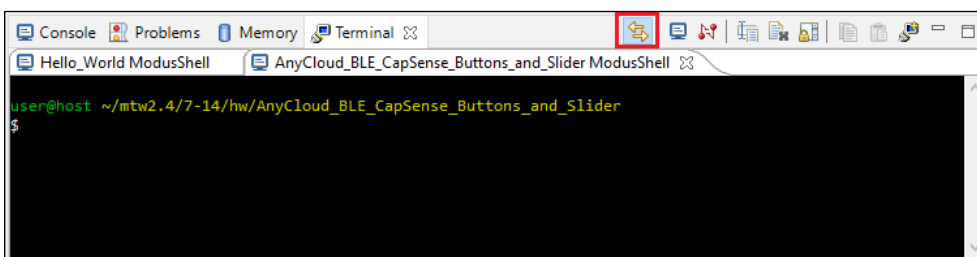 Console Problems Memory Terminal
Hello_World ModusShell AnyCloud_BLE_CapSense_Buttons_and_Slider ModusShell
user@host ~/mtw2.4/7-14/hw/AnyCloud_BLE_CapSense_Buttons_and_Slider
$